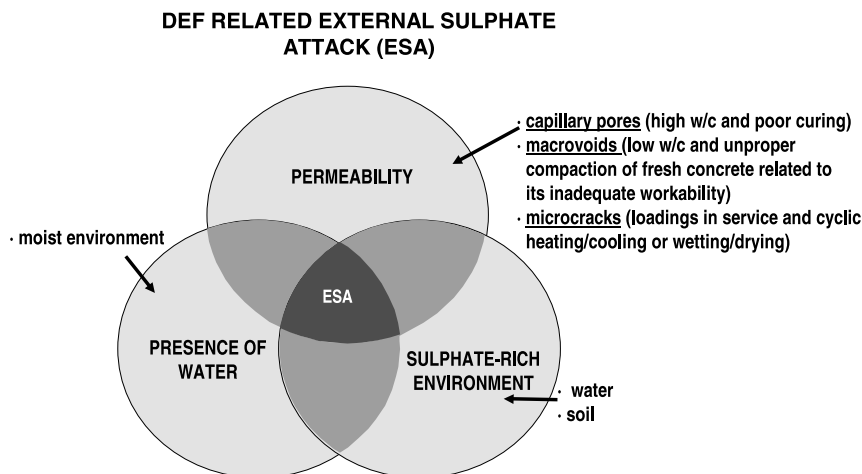 DEF RELATED EXTERNAL SULPHATE
ATTACK (ESA)
· capillary pores (high w/c and poor curing)
· macrovoids (low w/c and unproper
compaction of fresh concrete related to
its inadequate workability)
· microcracks (loadings in service and cyclic
heating/cooling or wetting/drying)
PERMEABILITY
· moist environment
ESA
PRESENCE OF
WATER
SULPHATE-RICH
ENVIRONMENT
· water
· soil